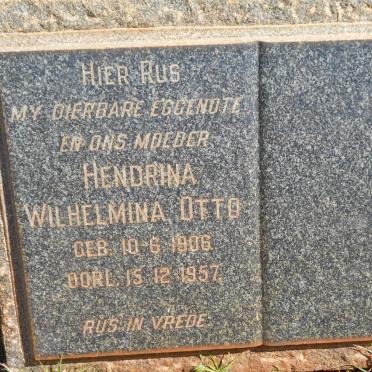 HIER RUS
MY DIERBARE EGGENOTE
EN ONS MOEDER
HENDRINA
WILHELMINA OTTO
GEB. 10-6-1906
OORL. 15-12-1957.
RUS IN VREDE